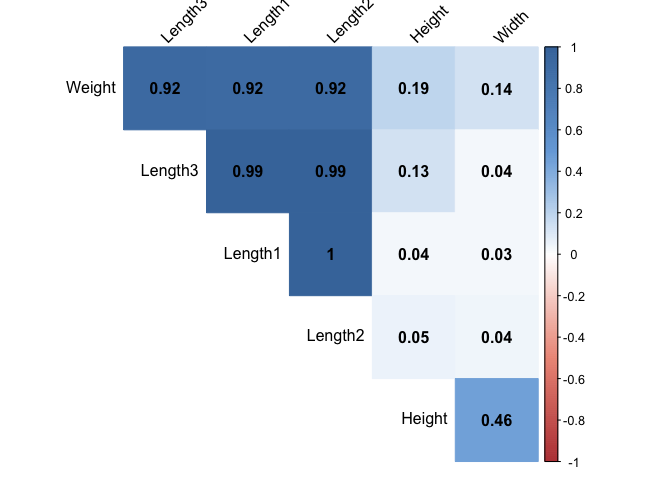 Length3 Length1 Length2 Height Width
Weight 0.92 0.92 0.92 0.19 0.14
Length3 0.99 0.99 0.13 0.04
Length1 1 0.04 0.03
Length2 0.05 0.04
Height 0.46
1
0.8
0.6
0.4
0.2
0
-0.2
-0.4
-0.6
-0.8
-1